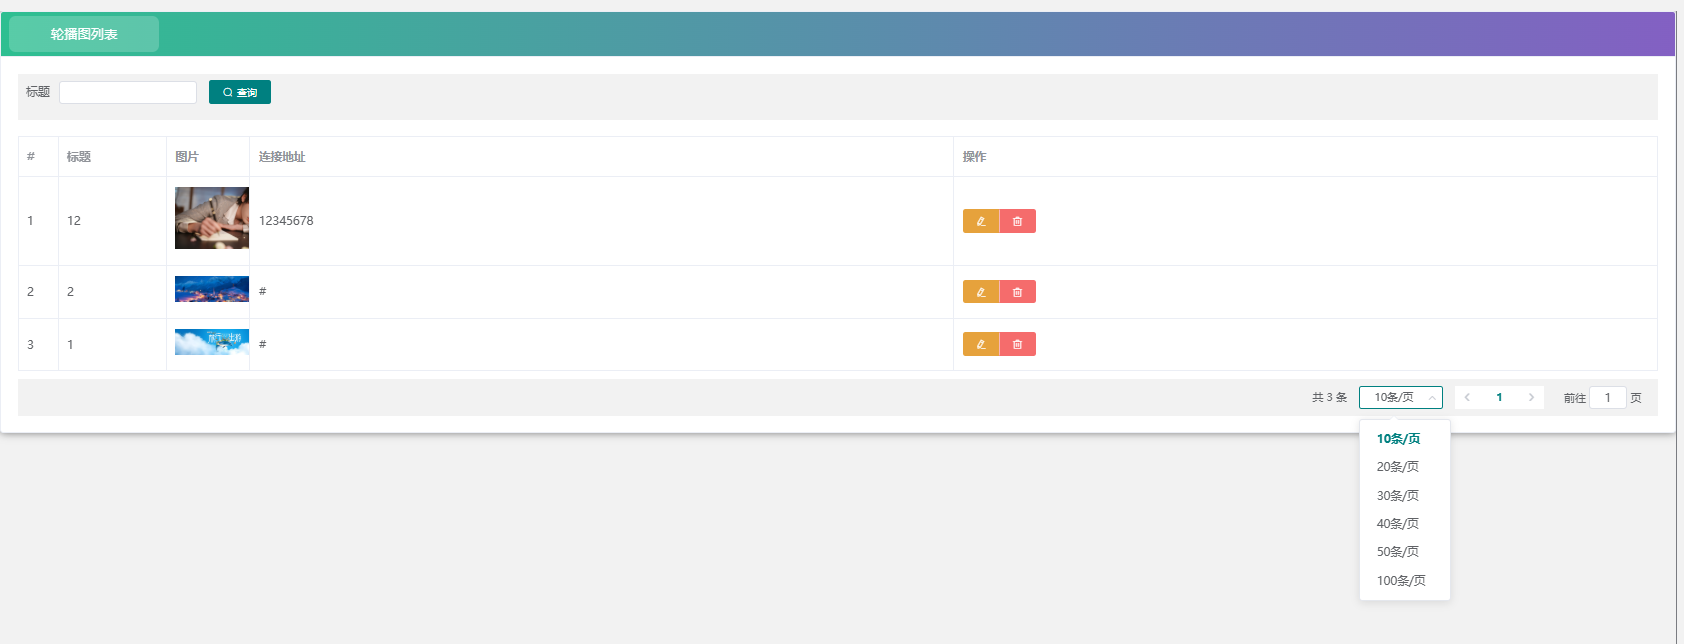 轮播图列表
标题 查询
# 标题 图片 连接地址 操作
1 12 12345678
2 2 #
3 1 #
共 3 条 10条/页 1 前往 1 页
10条/页
20条/页
30条/页
40条/页
50条/页
100条/页